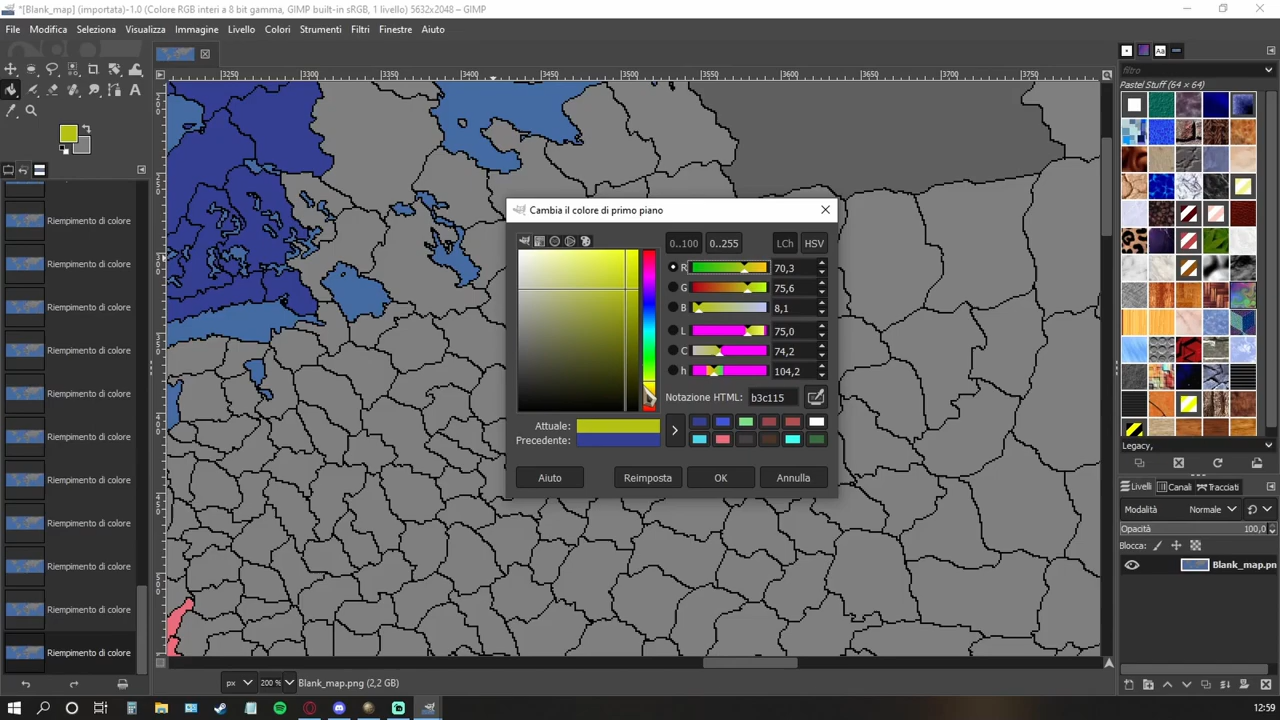 *[Blank_map] (importata)-1.0 (Colore RGB interi a 8 bit gamma, GIMP built-in sRGB, 1 livello) 5632x2048 – GIMP
File Modifica Seleziona Visualizza Immagine Livello Colori Strumenti Filtri Finestre Aiuto
3250 3300 3350 3400 3450 3500 3550 3600 3650 3700 3750
filtro
Pastel Stuff (64 × 64)
Riempimento di colore
Riempimento di colore
Riempimento di colore
Riempimento di colore
Riempimento di colore
Riempimento di colore
Riempimento di colore
Riempimento di colore
Riempimento di colore
Riempimento di colore
Riempimento di colore
Cambia il colore di primo piano
0..100 0..255 LCh HSV
R 70,3
G 75,6
B 8,1
L 75,0
C 74,2
h 104,2
Notazione HTML: b3c115
Attuale:
Precedente:
Aiuto Reimposta OK Annulla
Legacy,
Livelli Canali Tracciati
Modalità Normale
Opacità 100,0
Blocca:
Blank_map.pn
px 200 % Blank_map.png (2,2 GB)
12:59